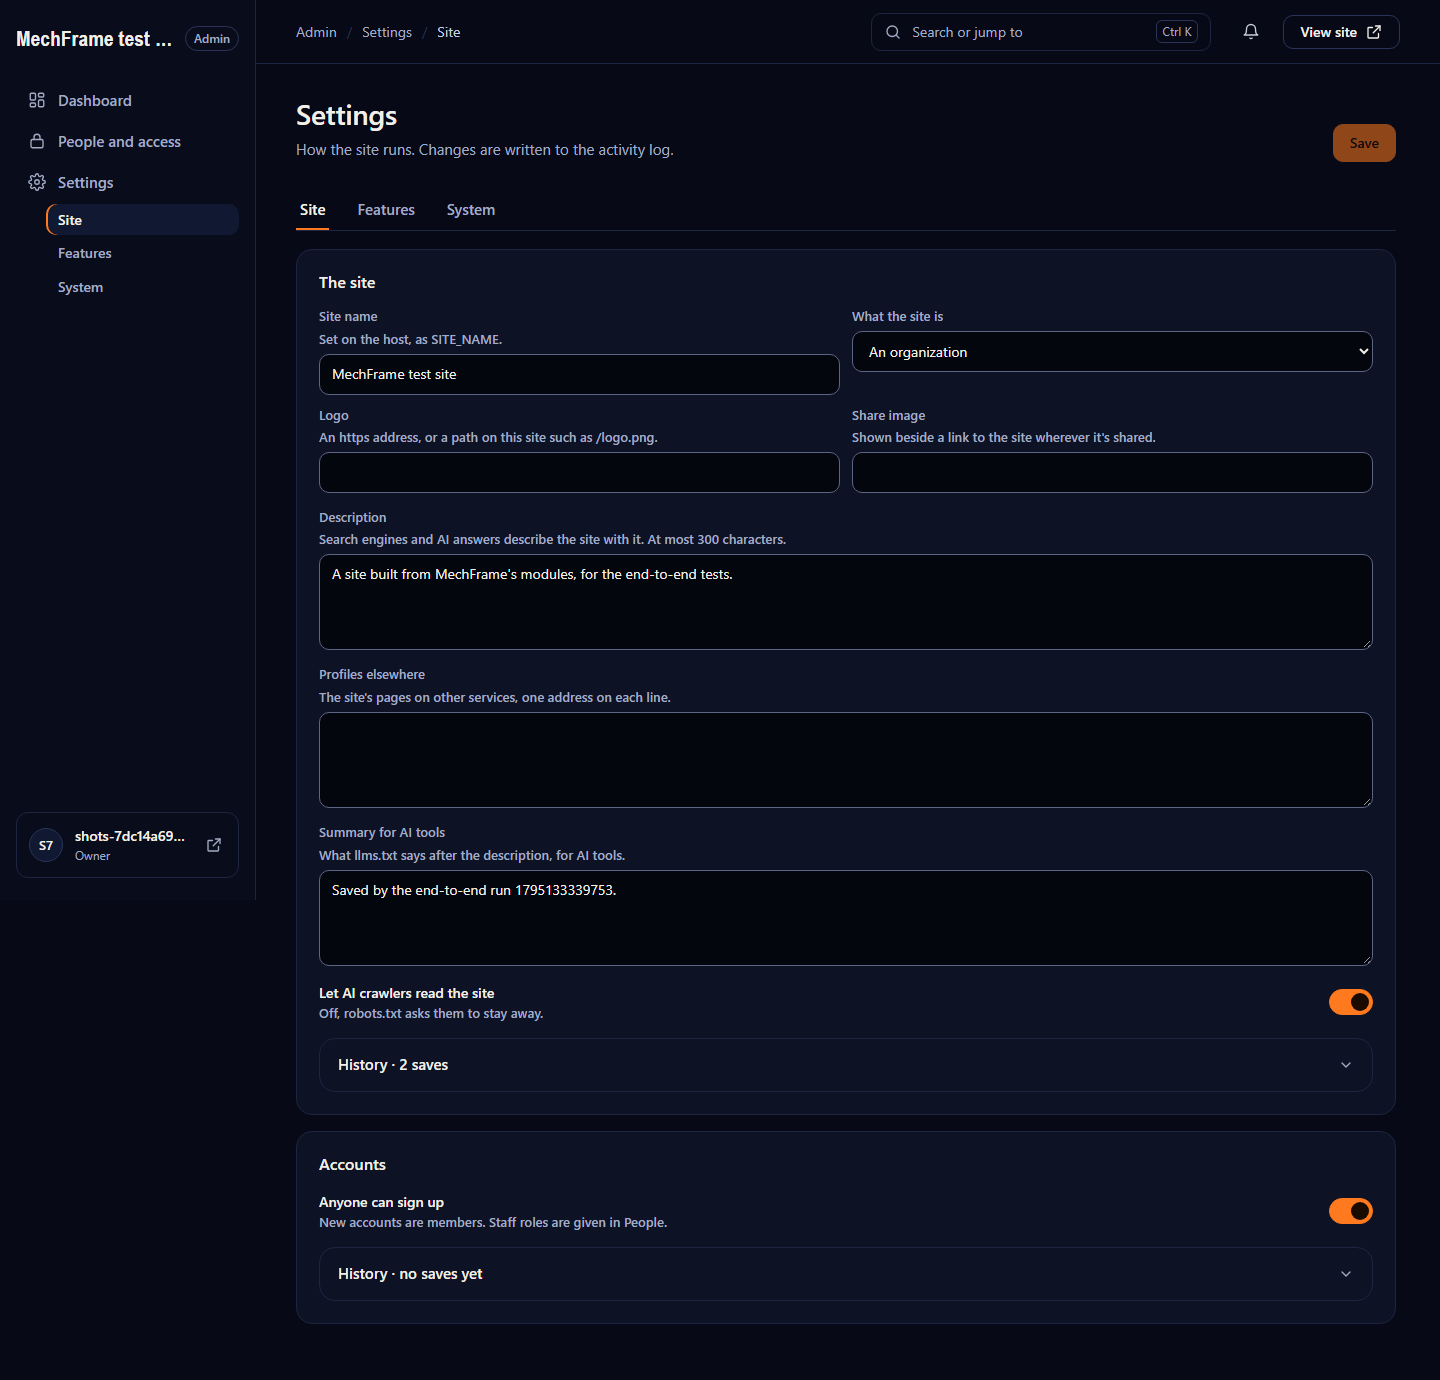 MechFrame test ...
Admin
Dashboard
People and access
Settings
Site
Features
System
S7
shots-7dc14a69...
Owner
Admin / Settings / Site
Search or jump to
Ctrl K
View site
Settings
How the site runs. Changes are written to the activity log.
Save
Site
Features
System
The site
Site name
Set on the host, as SITE_NAME.
MechFrame test site
What the site is
An organization
Logo
An https address, or a path on this site such as /logo.png.
Share image
Shown beside a link to the site wherever it's shared.
Description
Search engines and AI answers describe the site with it. At most 300 characters.
A site built from MechFrame's modules, for the end-to-end tests.
Profiles elsewhere
The site's pages on other services, one address on each line.
Summary for AI tools
What llms.txt says after the description, for AI tools.
Saved by the end-to-end run 1795133339753.
Let AI crawlers read the site
Off, robots.txt asks them to stay away.
History · 2 saves
Accounts
Anyone can sign up
New accounts are members. Staff roles are given in People.
History · no saves yet